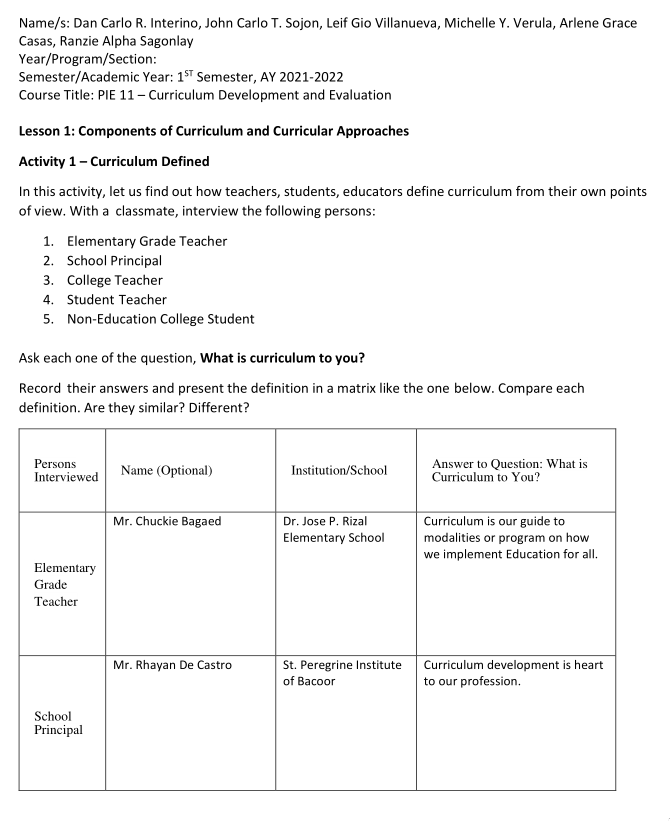 Name/s: Dan Carlo R. Interino, John Carlo T. Sojon, Leif Gio Villanueva, Michelle Y. Verula, Arlene Grace
Casas, Ranzie Alpha Sagonlay
Year/Program/Section:
Semester/Academic Year: 1ST Semester, AY 2021-2022
Course Title: PIE 11 – Curriculum Development and Evaluation
Lesson 1: Components of Curriculum and Curricular Approaches
Activity 1 – Curriculum Defined
In this activity, let us find out how teachers, students, educators define curriculum from their own points
of view. With a classmate, interview the following persons:
1. Elementary Grade Teacher
2. School Principal
3. College Teacher
4. Student Teacher
5. Non-Education College Student
Ask each one of the question, What is curriculum to you?
Record their answers and present the definition in a matrix like the one below. Compare each
definition. Are they similar? Different?
Persons
Interviewed
Name (Optional)
Institution/School
Answer to Question: What is
Curriculum to You?
Elementary
Grade
Teacher
Mr. Chuckie Bagaed
Dr. Jose P. Rizal
Elementary School
Curriculum is our guide to
modalities or program on how
we implement Education for all.
School
Principal
Mr. Rhayan De Castro
St. Peregrine Institute
of Bacoor
Curriculum development is heart
to our profession.